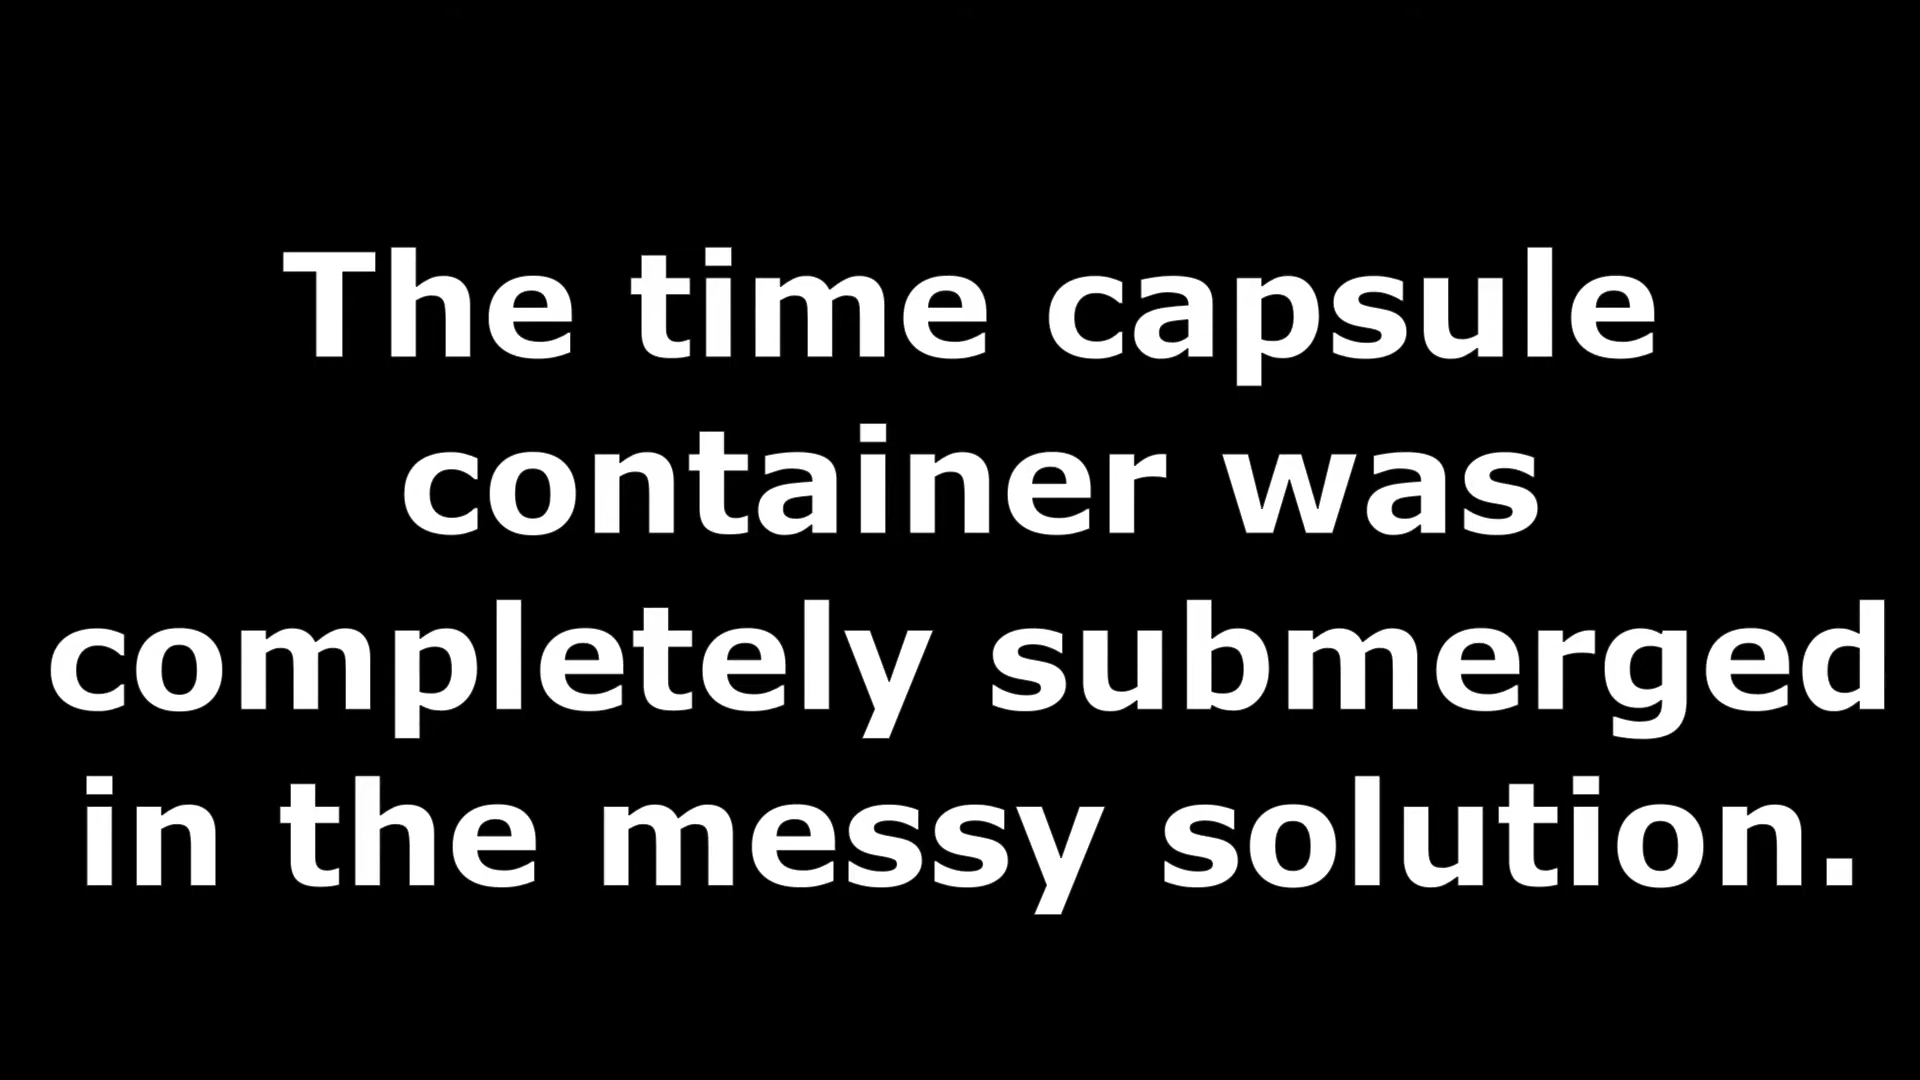 The time capsule
container was
completely submerged
in the messy solution.